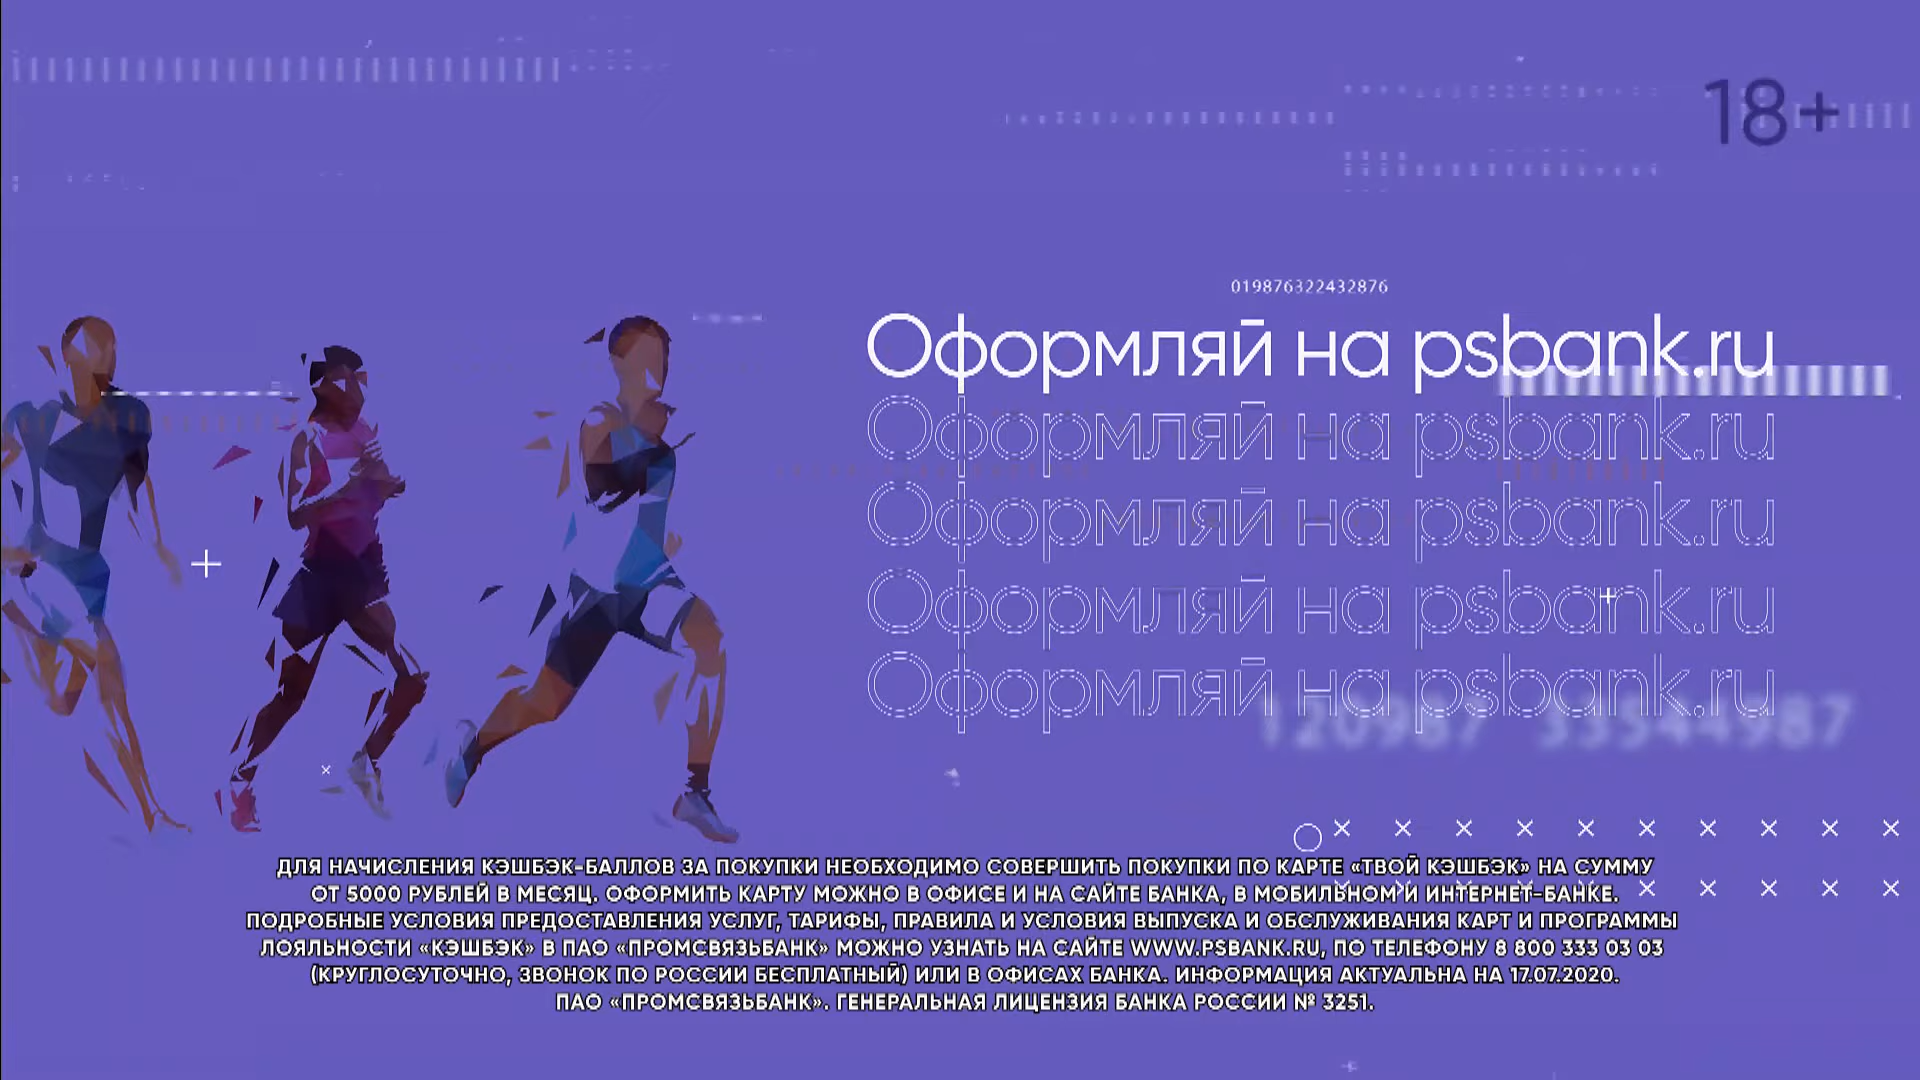 18+
019876322432876
Оформляй на psbank.ru
Оформляй на psbank.ru
Оформляй на psbank.ru
Оформляй на psbank.ru
Оформляй на psbank.ru
120987 33544987
ДЛЯ НАЧИСЛЕНИЯ КЭШБЭК-БАЛЛОВ ЗА ПОКУПКИ НЕОБХОДИМО СОВЕРШИТЬ ПОКУПКИ ПО КАРТЕ «ТВОЙ КЭШБЭК» НА СУММУ
ОТ 5000 РУБЛЕЙ В МЕСЯЦ. ОФОРМИТЬ КАРТУ МОЖНО В ОФИСЕ И НА САЙТЕ БАНКА, В МОБИЛЬНОМ И ИНТЕРНЕТ-БАНКЕ.
ПОДРОБНЫЕ УСЛОВИЯ ПРЕДОСТАВЛЕНИЯ УСЛУГ, ТАРИФЫ, ПРАВИЛА И УСЛОВИЯ ВЫПУСКА И ОБСЛУЖИВАНИЯ КАРТ И ПРОГРАММЫ
ЛОЯЛЬНОСТИ «КЭШБЭК» В ПАО «ПРОМСВЯЗЬБАНК» МОЖНО УЗНАТЬ НА САЙТЕ WWW.PSBANK.RU, ПО ТЕЛЕФОНУ 8 800 333 03 03
(КРУГЛОСУТОЧНО, ЗВОНОК ПО РОССИИ БЕСПЛАТНЫЙ) ИЛИ В ОФИСАХ БАНКА. ИНФОРМАЦИЯ АКТУАЛЬНА НА 17.07.2020.
ПАО «ПРОМСВЯЗЬБАНК». ГЕНЕРАЛЬНАЯ ЛИЦЕНЗИЯ БАНКА РОССИИ № 3251.